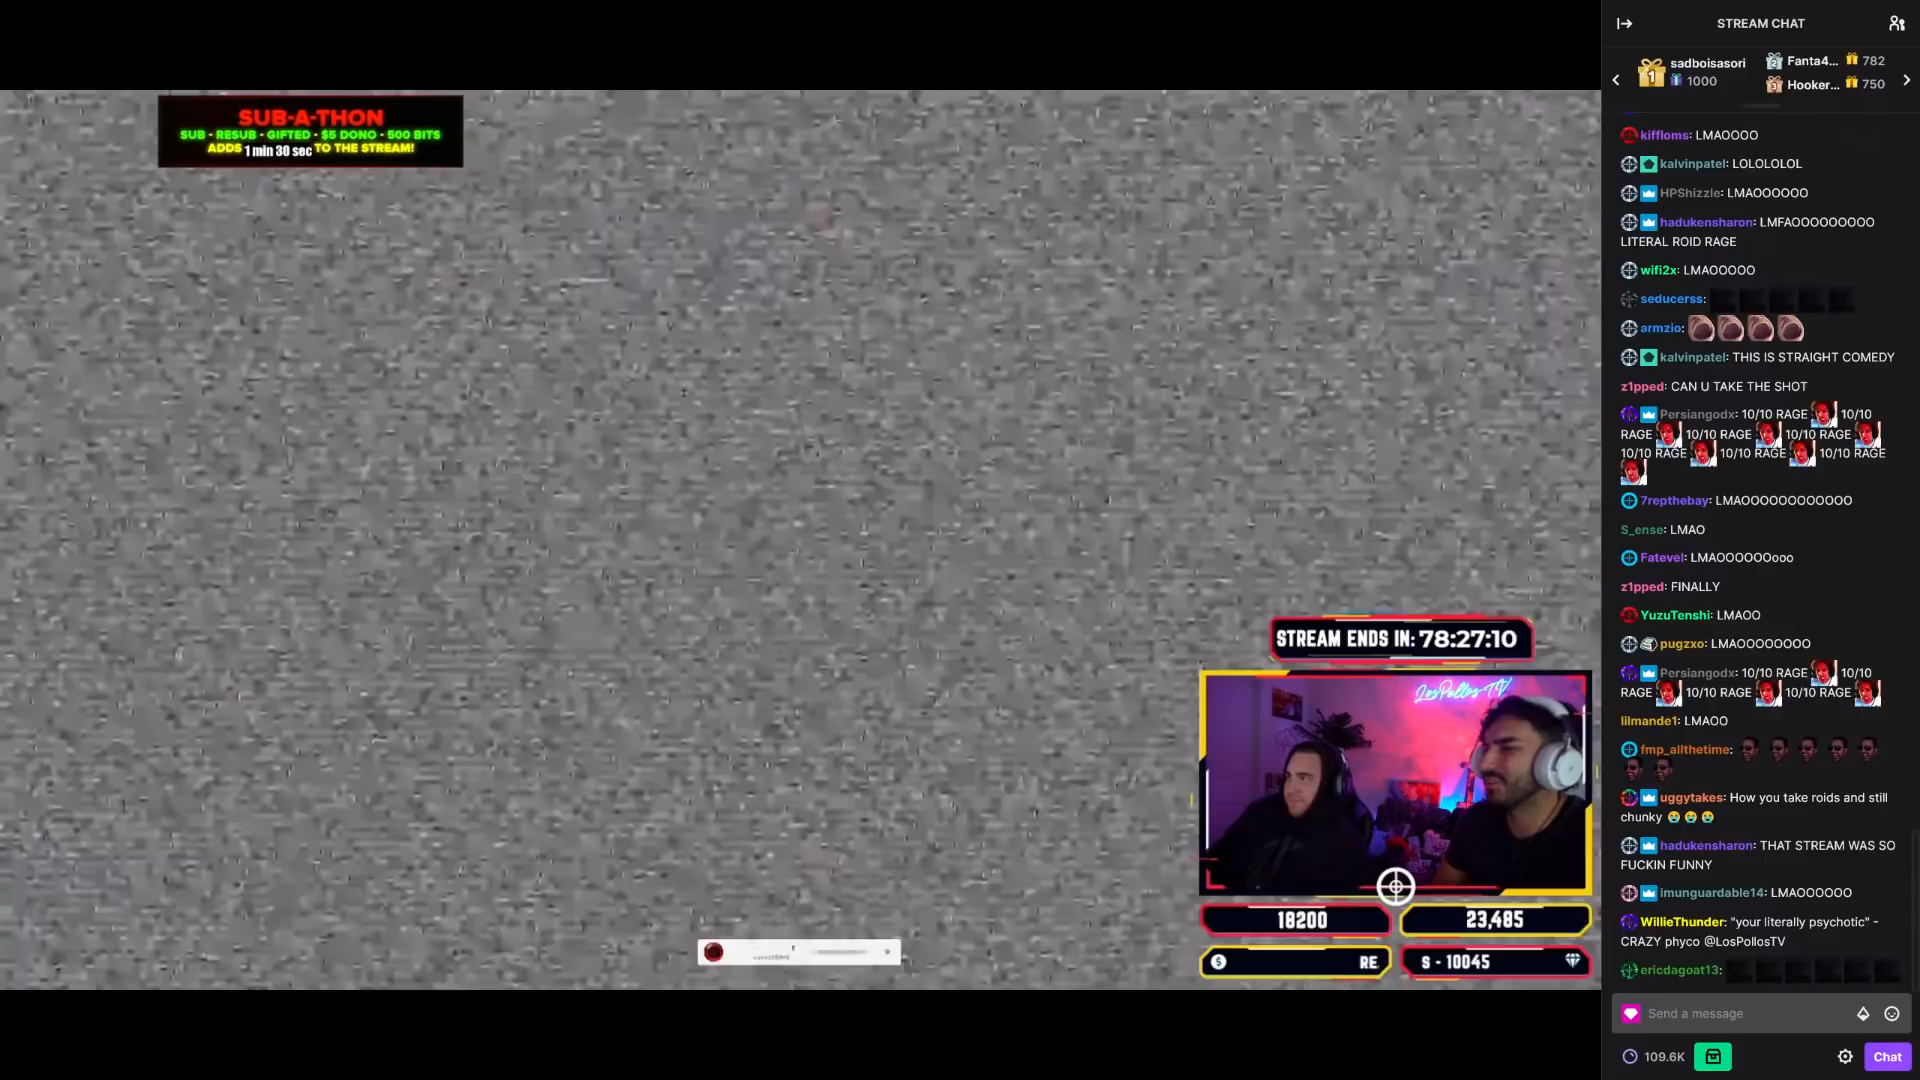 SUB-A-THON
SUB - RESUB - GIFTED - $5 DONO - 500 BITS
ADDS 1 min 30 sec TO THE STREAM!
STREAM ENDS IN: 78:27:10
LosPollosTV
18200
23,485
RE
S - 10045
STREAM CHAT
sadboisasori
1000
Fanta4... 782
Hooker... 750
kiffloms: LMAOOOO
kalvinpatel: LOLOLOLOL
HPShizzle: LMAOOOOOO
hadukensharon: LMFAOOOOOOOOO
LITERAL ROID RAGE
wifi2x: LMAOOOOO
seducerss:
armzio:
kalvinpatel: THIS IS STRAIGHT COMEDY
z1pped: CAN U TAKE THE SHOT
Persiangodx: 10/10 RAGE 10/10
RAGE 10/10 RAGE 10/10 RAGE
10/10 RAGE 10/10 RAGE 10/10 RAGE
7repthebay: LMAOOOOOOOOOOOO
S_ense: LMAO
Fatevel: LMAOOOOOOooo
z1pped: FINALLY
YuzuTenshi: LMAOO
pugzxo: LMAOOOOOOOO
Persiangodx: 10/10 RAGE 10/10
RAGE 10/10 RAGE 10/10 RAGE
lilmande1: LMAOO
fmp_allthetime:
uggytakes: How you take roids and still
chunky 😭 😭 😭
hadukensharon: THAT STREAM WAS SO
FUCKIN FUNNY
imunguardable14: LMAOOOOOO
WillieThunder: "your literally psychotic" -
CRAZY phyco @LosPollosTV
ericdagoat13:
Send a message
109.6K
Chat